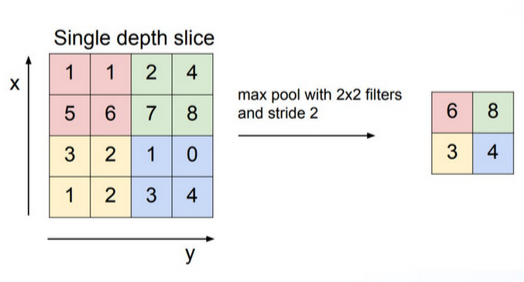 Single depth slice
x
1 1 2 4
5 6 7 8
3 2 1 0
1 2 3 4
y
max pool with 2x2 filters
and stride 2
6 8
3 4